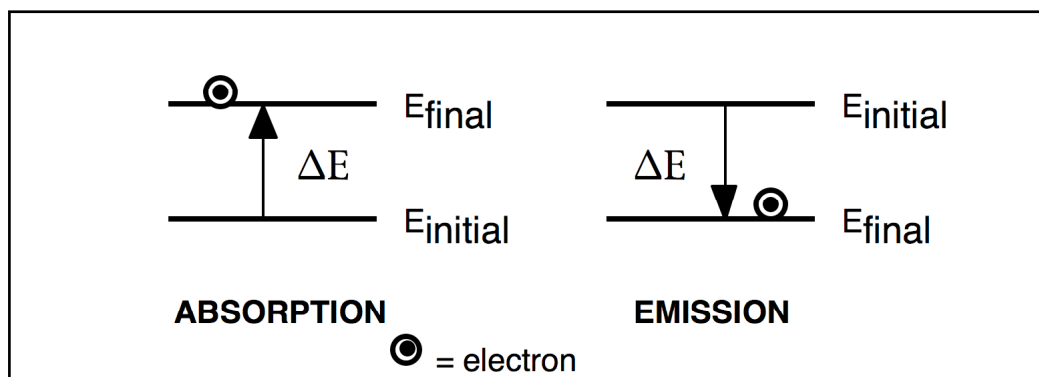 Efinal
ΔE
Einitial
ABSORPTION
Einitial
ΔE
Efinal
EMISSION
= electron